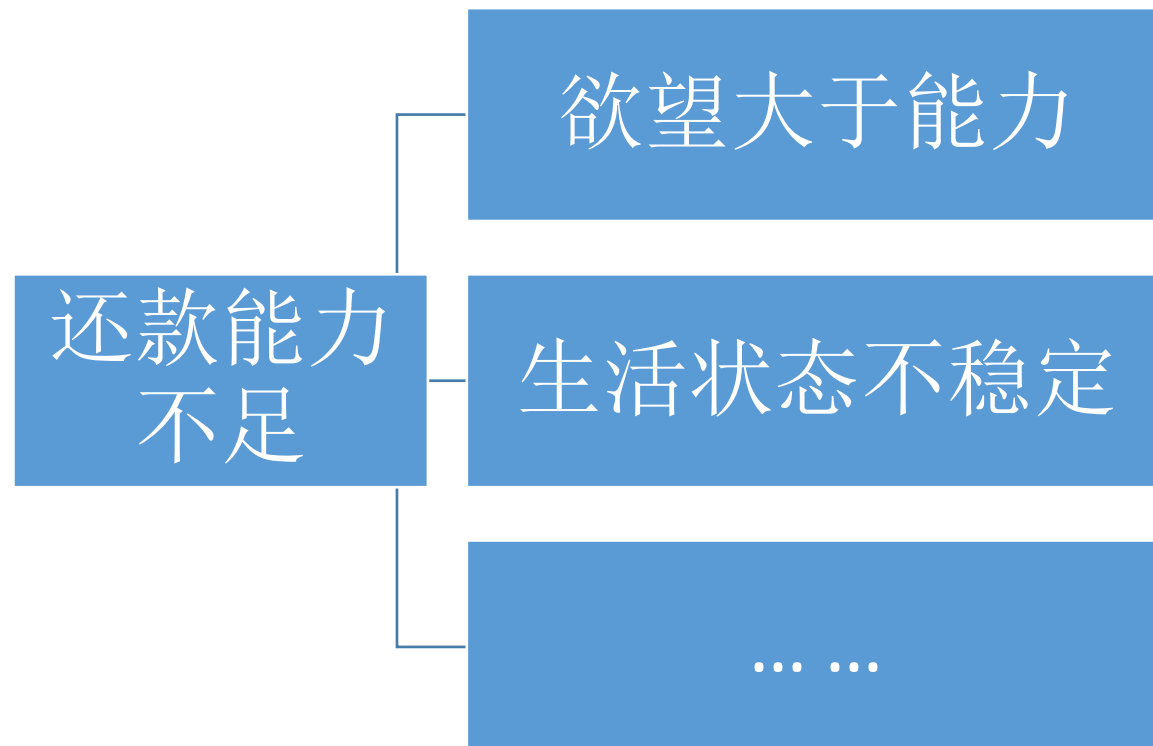 欲望大于能力
还款能力
不足
生活状态不稳定
… …